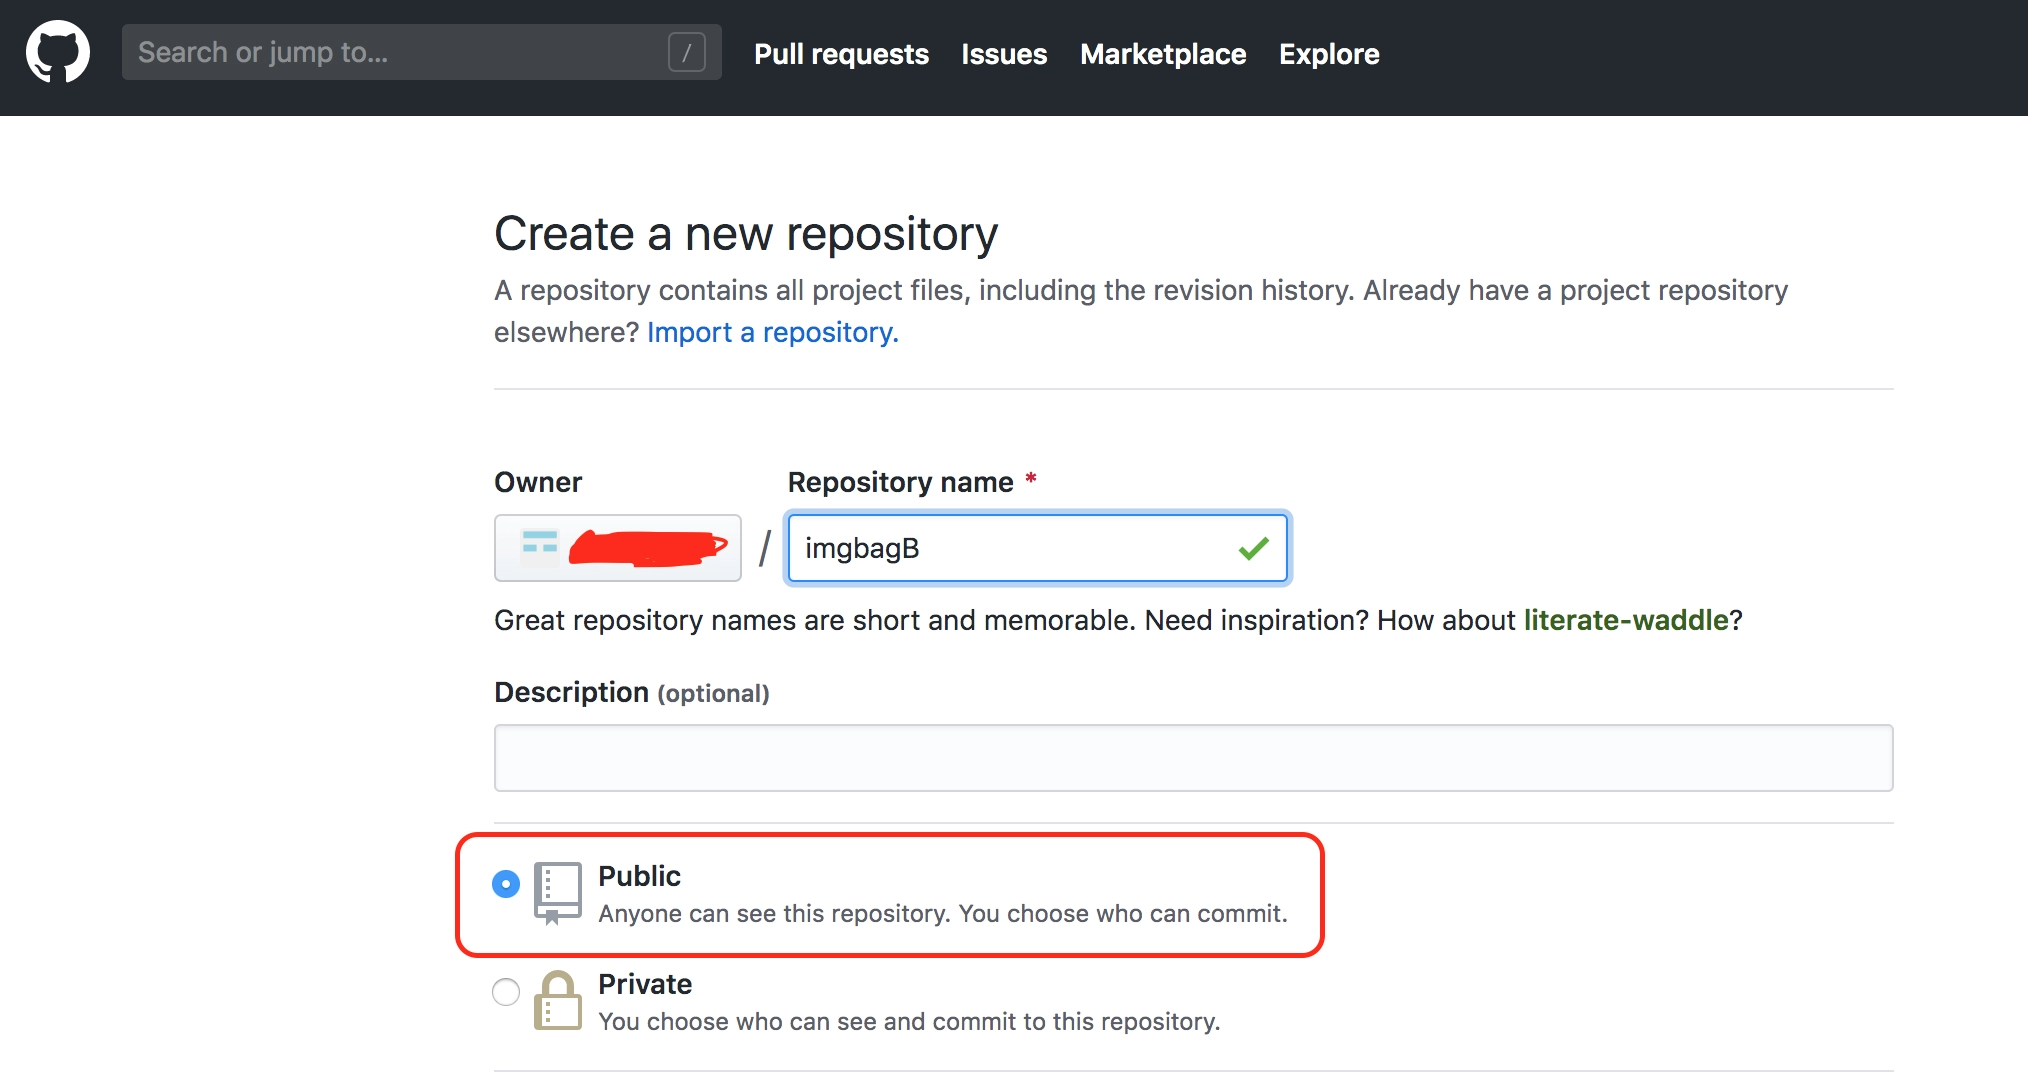 Search or jump to... /
Pull requests Issues Marketplace Explore
Create a new repository
A repository contains all project files, including the revision history. Already have a project repository
elsewhere? Import a repository.
Owner
Repository name *
/
imgbagB
Great repository names are short and memorable. Need inspiration? How about literate-waddle?
Description (optional)
Public
Anyone can see this repository. You choose who can commit.
Private
You choose who can see and commit to this repository.